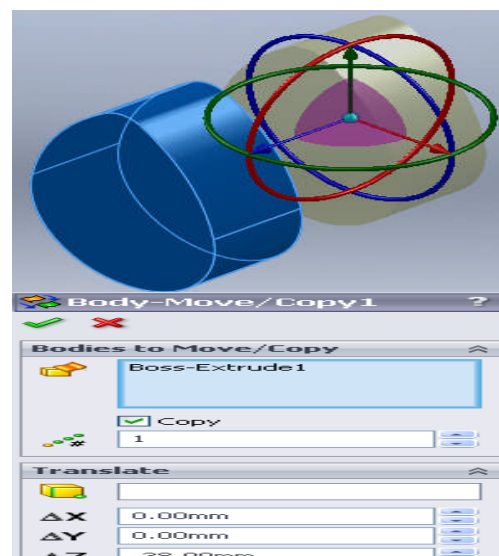 Body-Move/Copy1 ?
Bodies to Move/Copy
Boss-Extrude1
Copy
#
1
Translate
ΔX 0.00mm
ΔY 0.00mm